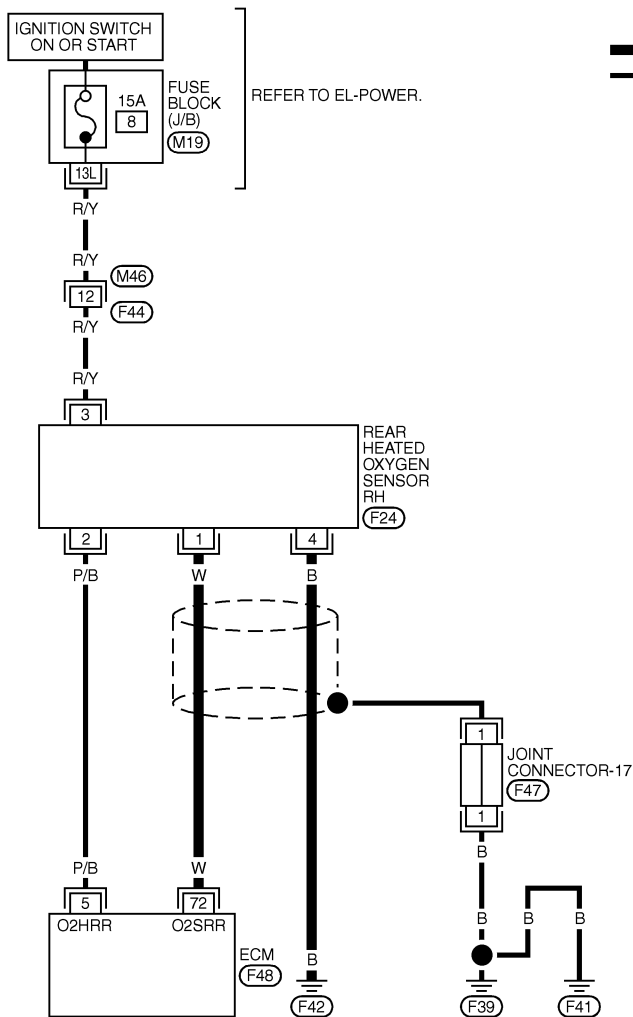 IGNITION SWITCH
ON OR START
FUSE
BLOCK
(J/B)
M19
15A
8
REFER TO EL-POWER.
13L
R/Y
R/Y
M46
12
F44
R/Y
R/Y
3
REAR
HEATED
OXYGEN
SENSOR
RH
F24
2
1
4
P/B
W
B
1
JOINT
CONNECTOR-17
F47
1
B
P/B
W
5
72
O2HRR
O2SRR
ECM
F48
B
F42
B
B
B
F39
F41